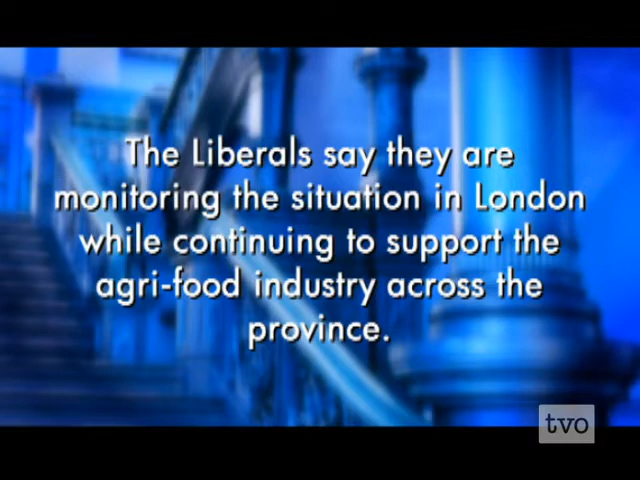 The Liberals say they are
monitoring the situation in London
while continuing to support the
agri-food industry across the
province.
tvo